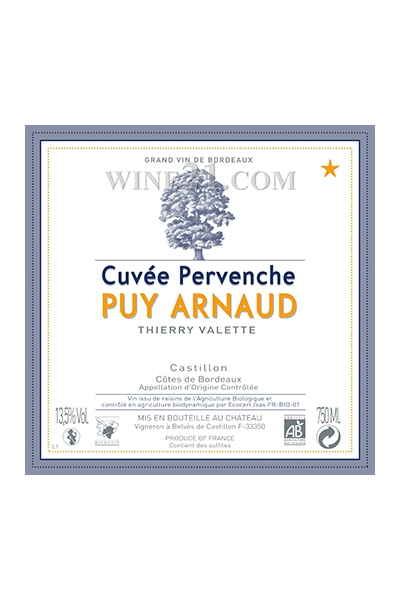 GRAND VIN DE BORDEAUX
WINE21.COM
Cuvée Pervenche
PUY ARNAUD
THIERRY VALETTE
Castillon
Côtes de Bordeaux
Appellation d'Origine Contrôlée
Vin issu de raisins de l'Agriculture Biologique et
contrôlé en agriculture biodynamique par Ecocert /sas FR-BIO-01
13,5% Vol.
MIS EN BOUTEILLE AU CHATEAU
750 ML
Vigneron à Belvès de Castillon F-33350
BIODYVIN
AB
PRODUCE OF FRANCE
L1
Contient des sulfites